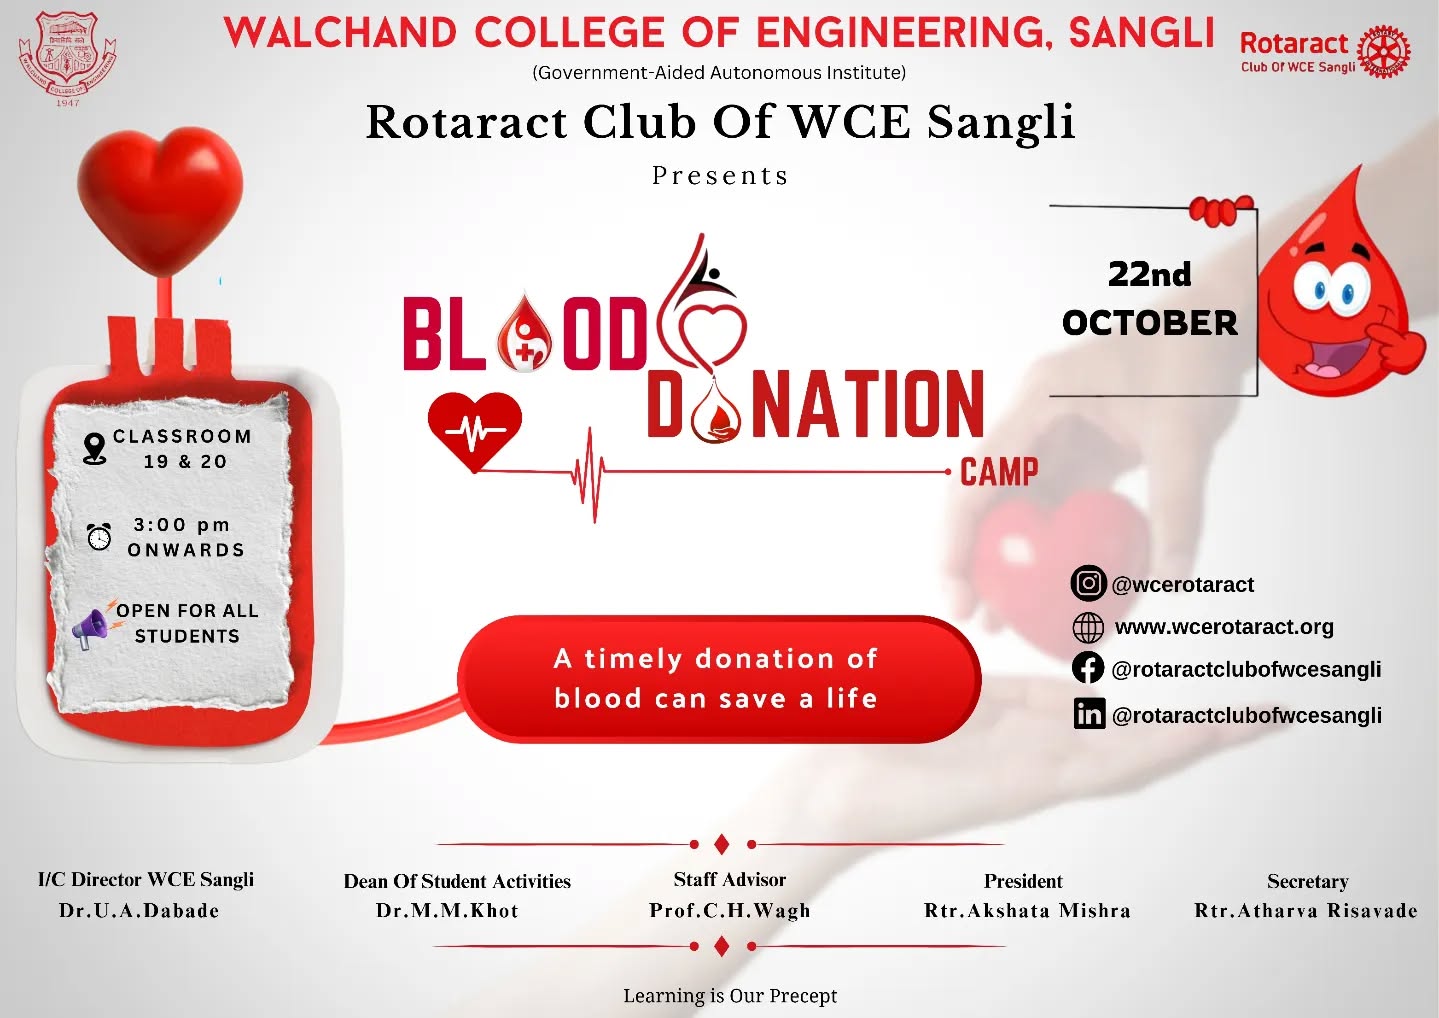 WALCHAND COLLEGE OF ENGINEERING, SANGLI
(Government-Aided Autonomous Institute)
WALCHAND COLLEGE OF ENGINEERING
1947
Rotaract
Club Of WCE Sangli
Rotaract Club Of WCE Sangli
Presents
BLOOD
DONATION
CAMP
22nd
OCTOBER
CLASSROOM
19 & 20
3:00 pm
ONWARDS
OPEN FOR ALL
STUDENTS
A timely donation of
blood can save a life
@wcerotaract
www.wcerotaract.org
@rotaractclubofwcesangli
@rotaractclubofwcesangli
I/C Director WCE Sangli
Dr.U.A.Dabade
Dean Of Student Activities
Dr.M.M.Khot
Staff Advisor
Prof.C.H.Wagh
President
Rtr.Akshata Mishra
Secretary
Rtr.Atharva Risavade
Learning is Our Precept